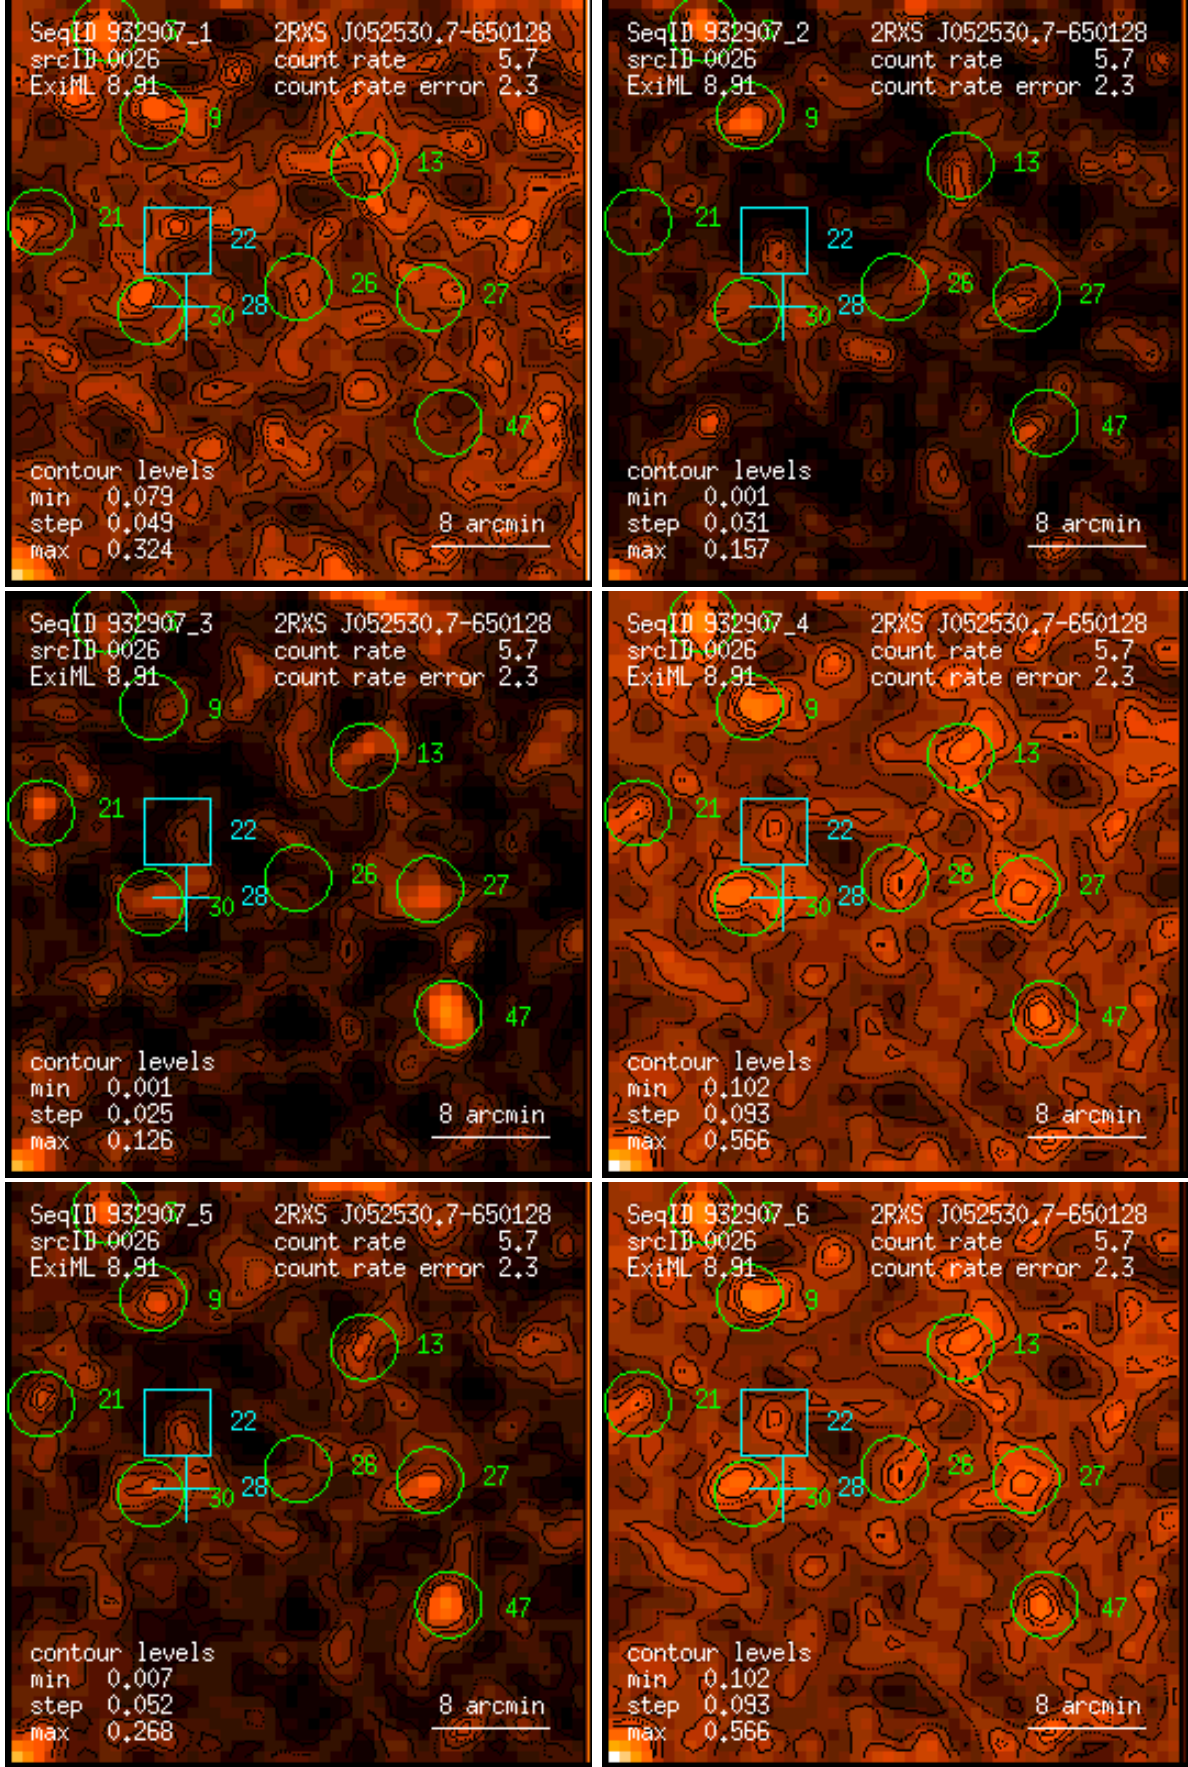 SeqID 932907_1 2RXS J052530.7-650128
srcID 0026 count rate 5.7
ExiML 8.91 count rate error 2.3
9
13
21
22
26
27
30 28
47
contour levels
min 0.079
step 0.049
max 0.324
8 arcmin
SeqID 932907_2 2RXS J052530.7-650128
srcID 0026 count rate 5.7
ExiML 8.91 count rate error 2.3
9
13
21
22
26
27
30 28
47
contour levels
min 0.001
step 0.031
max 0.157
8 arcmin
SeqID 932907_3 2RXS J052530.7-650128
srcID 0026 count rate 5.7
ExiML 8.91 count rate error 2.3
9
13
21
22
26
27
30 28
47
contour levels
min 0.001
step 0.025
max 0.126
8 arcmin
SeqID 932907_4 2RXS J052530.7-650128
srcID 0026 count rate 5.7
ExiML 8.91 count rate error 2.3
9
13
21
22
26
27
30 28
47
contour levels
min 0.102
step 0.093
max 0.566
8 arcmin
SeqID 932907_5 2RXS J052530.7-650128
srcID 0026 count rate 5.7
ExiML 8.91 count rate error 2.3
9
13
21
22
26
27
30 28
47
contour levels
min 0.007
step 0.052
max 0.268
8 arcmin
SeqID 932907_6 2RXS J052530.7-650128
srcID 0026 count rate 5.7
ExiML 8.91 count rate error 2.3
9
13
21
22
26
27
30 28
47
contour levels
min 0.102
step 0.093
max 0.566
8 arcmin